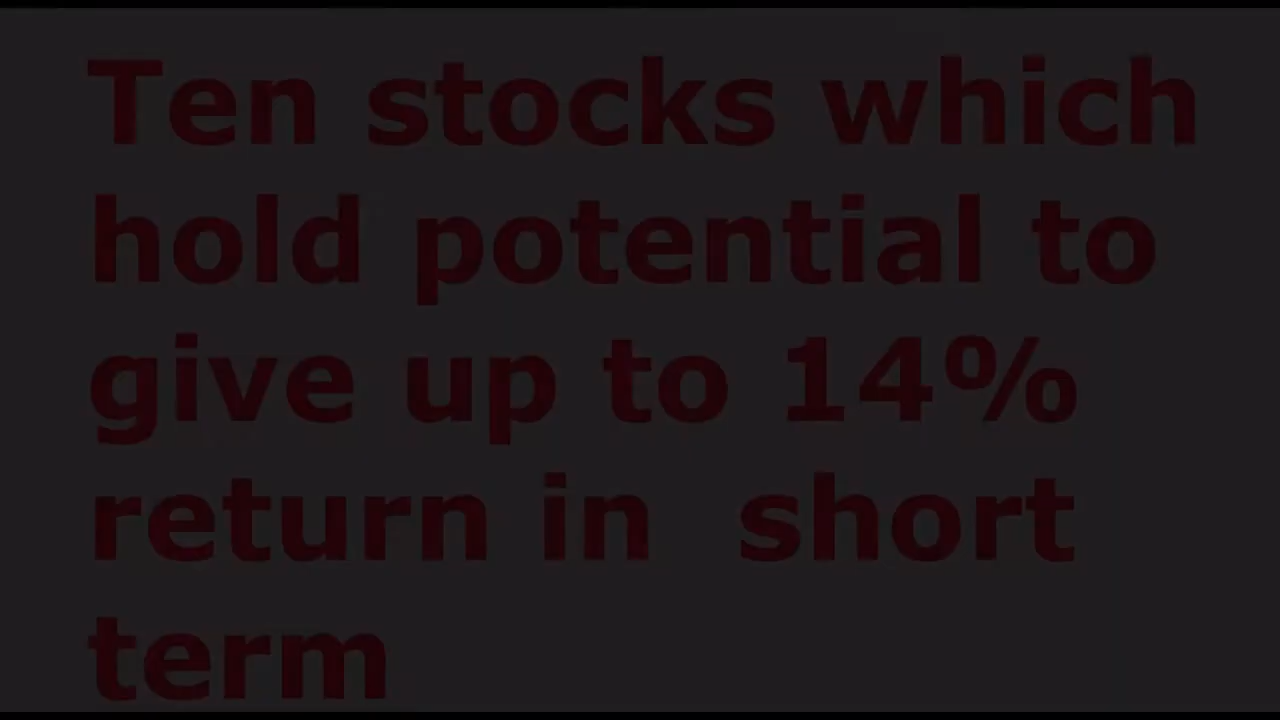 Ten stocks which
hold potential to
give up to 14%
return in  short
term